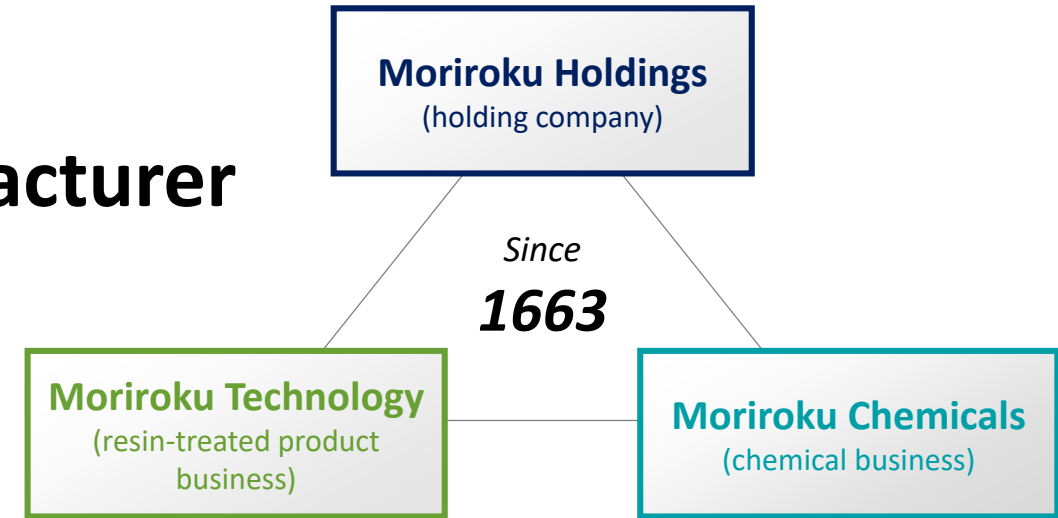 Moriroku Holdings
(holding company)
acturer
Since
1663
Moriroku Technology
(resin-treated product
business)
Moriroku Chemicals
(chemical business)